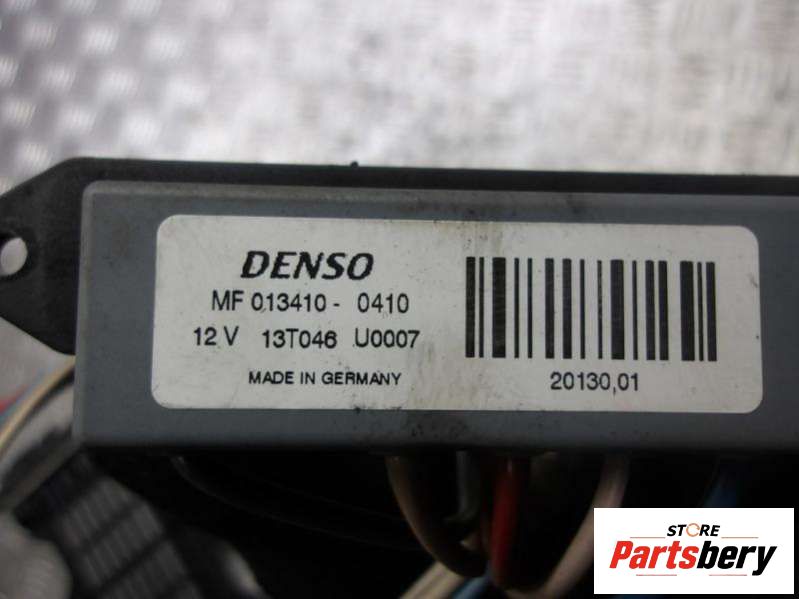 DENSO
MF 013410 - 0410
12 V 13T046 U0007
MADE IN GERMANY
20130,01
STORE
Partsbery